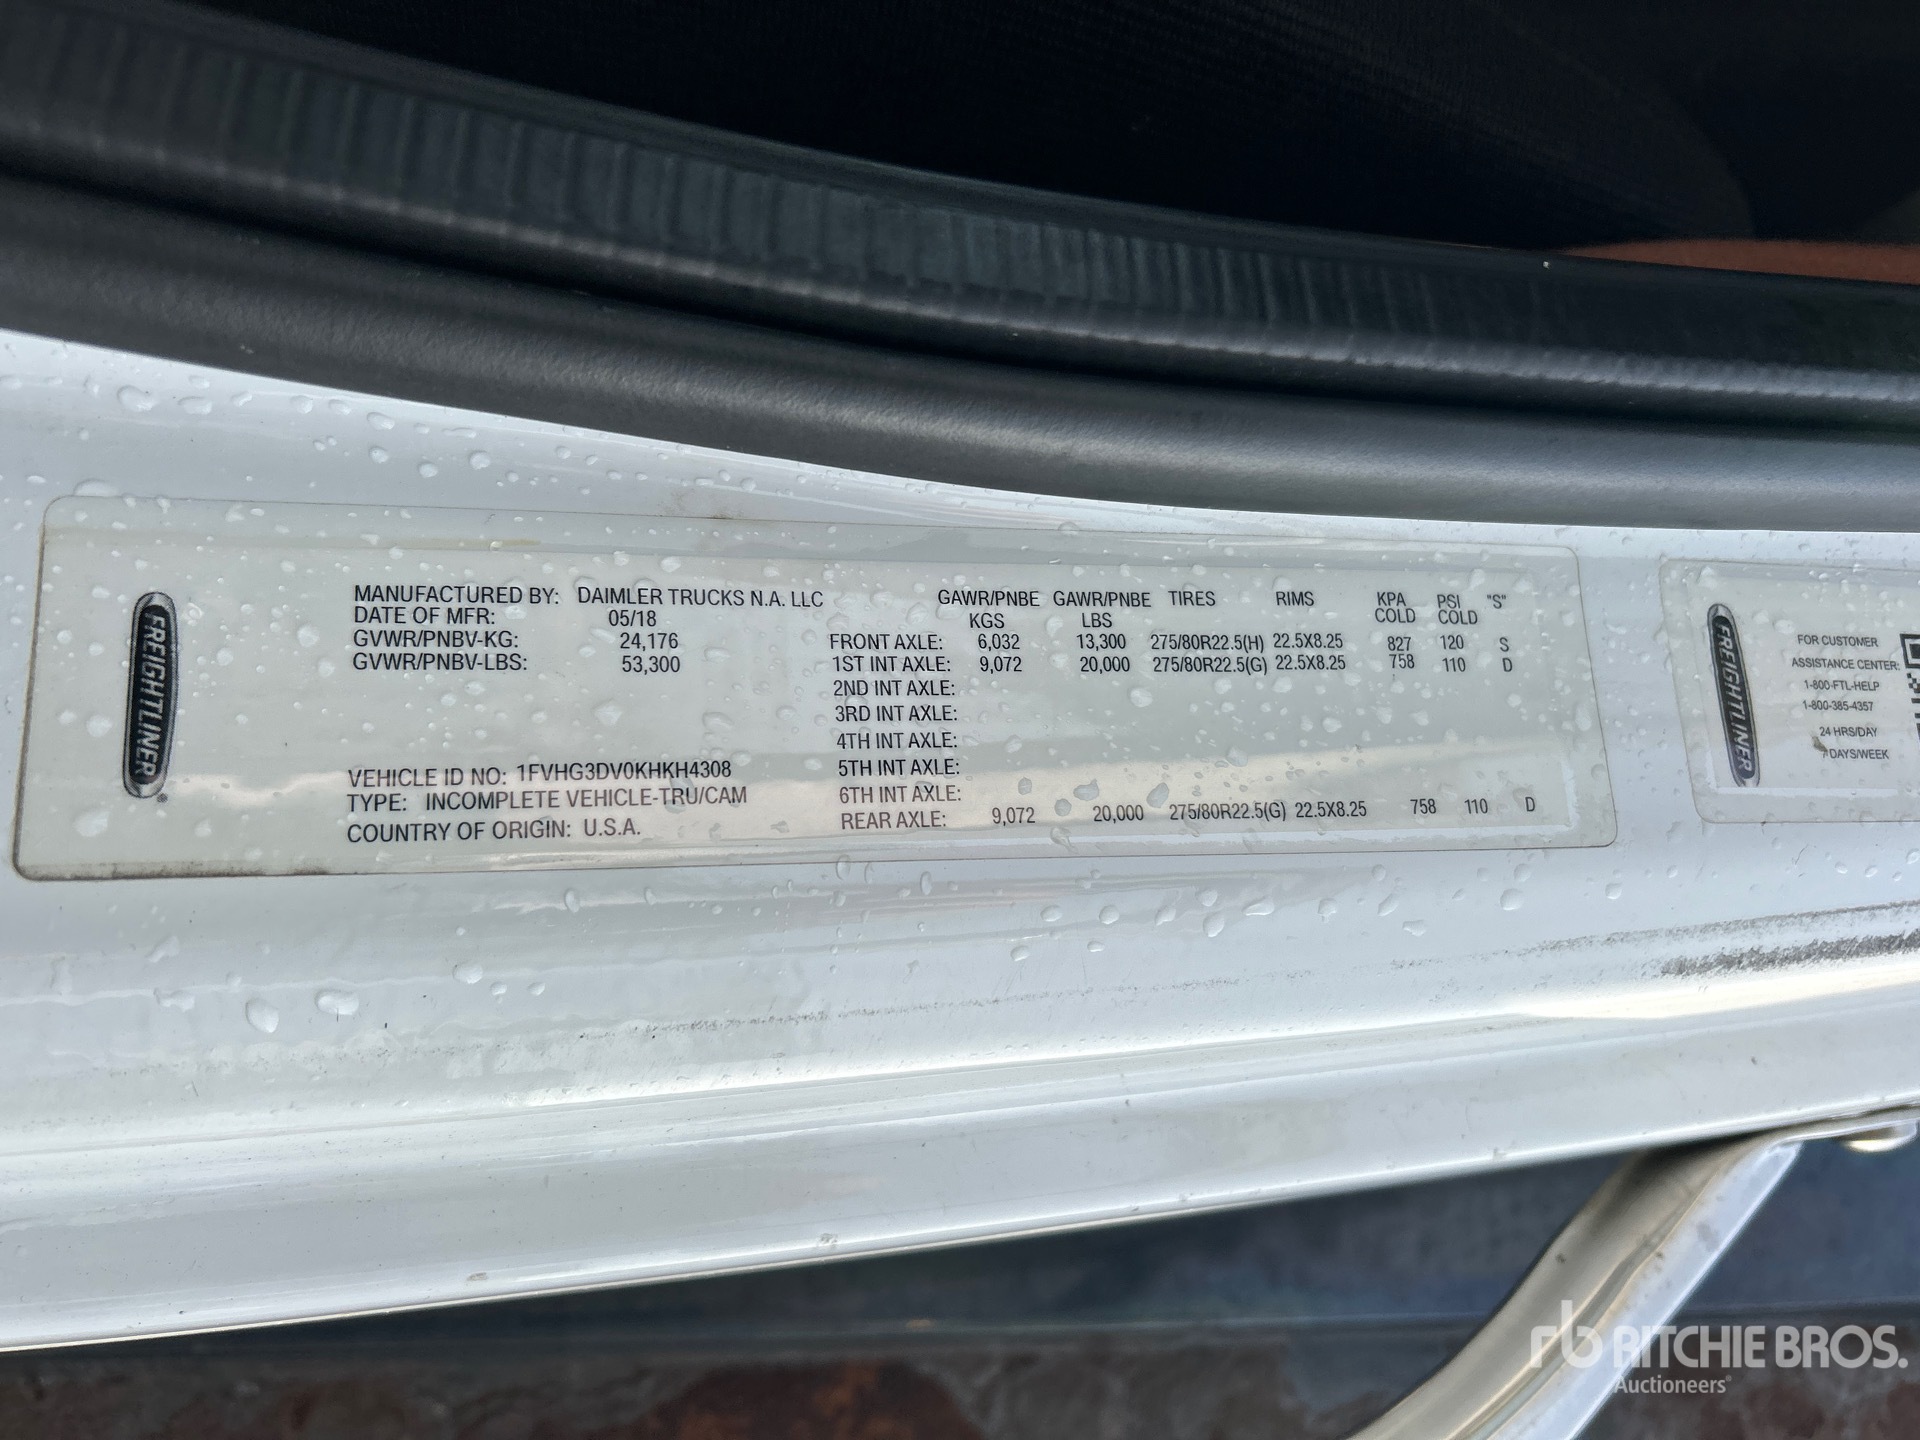 FREIGHTLINER
MANUFACTURED BY: DAIMLER TRUCKS N.A. LLC
DATE OF MFR: 05/18
GVWR/PNBV-KG: 24,176
GVWR/PNBV-LBS: 53,300
VEHICLE ID NO: 1FVHG3DV0KHKH4308
TYPE: INCOMPLETE VEHICLE-TRU/CAM
COUNTRY OF ORIGIN: U.S.A.
GAWR/PNBE KGS GAWR/PNBE LBS TIRES RIMS KPA COLD PSI COLD "S"
FRONT AXLE: 6,032 13,300 275/80R22.5(H) 22.5X8.25 827 120 S
1ST INT AXLE: 9,072 20,000 275/80R22.5(G) 22.5X8.25 758 110 D
2ND INT AXLE:
3RD INT AXLE:
4TH INT AXLE:
5TH INT AXLE:
6TH INT AXLE:
REAR AXLE: 9,072 20,000 275/80R22.5(G) 22.5X8.25 758 110 D
FREIGHTLINER
FOR CUSTOMER
ASSISTANCE CENTER:
1-800-FTL-HELP
1-800-385-4357
24 HRS/DAY
7 DAYS/WEEK
rb RITCHIE BROS.
Auctioneers